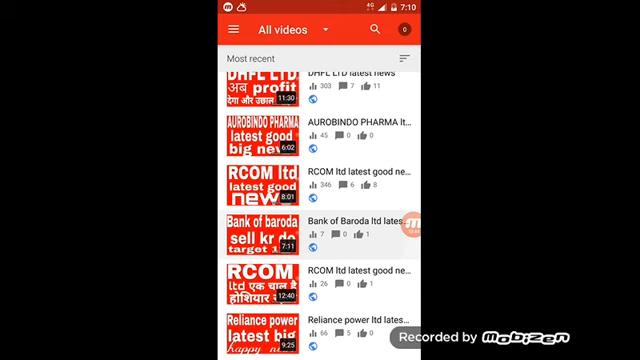 4G 7:10
All videos
0
Most recent
DHFL LTD
अब profit
देगा और उछाल
11:30
DHFL LTD latest news
303 7 11
AUROBINDO PHARMA
latest good
big new
6:02
AUROBINDO PHARMA lt...
45 0 0
RCOM ltd
latest good
new
8:01
RCOM ltd latest good ne...
346 6 8
Bank of baroda
sell kr do
target 1
7:11
Bank of Baroda ltd lates...
7 0 1
RCOM
ltd एक चाल है
होशियार
12:40
RCOM ltd latest good ne...
26 0 1
Reliance power
latest big
happy n
9:25
Reliance power ltd lates...
66 5 0
Recorded by MOBIZEN